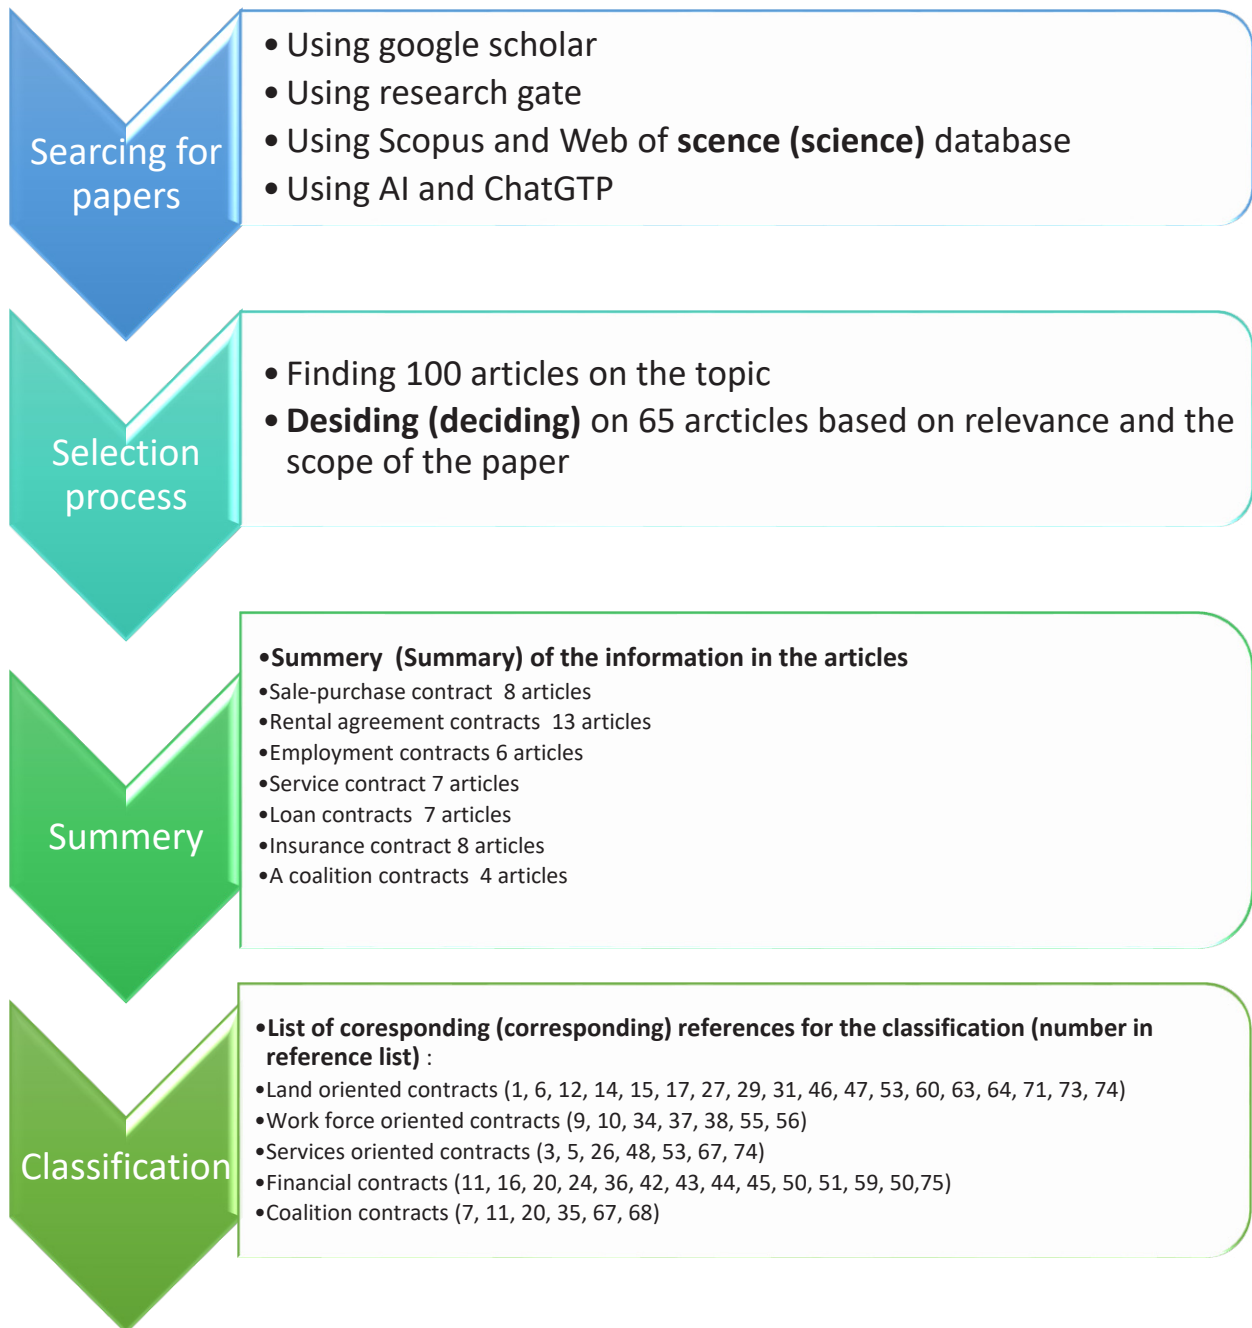 Searcing for
papers
• Using google scholar
• Using research gate
• Using Scopus and Web of scence (science) database
• Using AI and ChatGTP
Selection
process
• Finding 100 articles on the topic
• Desiding (deciding) on 65 arcticles based on relevance and the
scope of the paper
Summery
•Summery  (Summary) of the information in the articles
•Sale-purchase contract  8 articles
•Rental agreement contracts  13 articles
•Employment contracts 6 articles
•Service contract 7 articles
•Loan contracts  7 articles
•Insurance contract 8 articles
•A coalition contracts  4 articles
Classification
•List of coresponding (corresponding) references for the classification (number in
reference list) :
•Land oriented contracts (1, 6, 12, 14, 15, 17, 27, 29, 31, 46, 47, 53, 60, 63, 64, 71, 73, 74)
•Work force oriented contracts (9, 10, 34, 37, 38, 55, 56)
•Services oriented contracts (3, 5, 26, 48, 53, 67, 74)
•Financial contracts (11, 16, 20, 24, 36, 42, 43, 44, 45, 50, 51, 59, 50,75)
•Coalition contracts (7, 11, 20, 35, 67, 68)